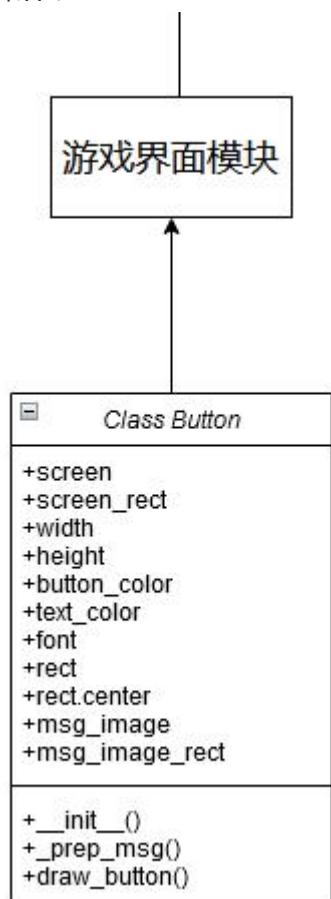 游戏界面模块
Class Button
+screen
+screen_rect
+width
+height
+button_color
+text_color
+font
+rect
+rect.center
+msg_image
+msg_image_rect
+__init__()
+_prep_msg()
+draw_button()